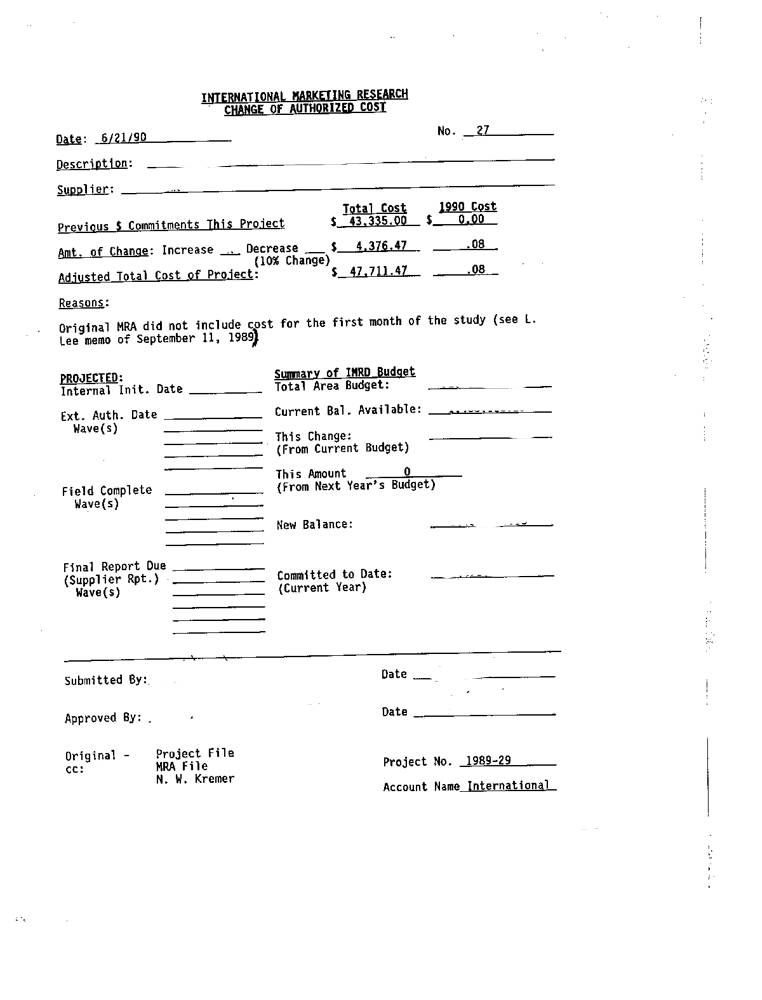 INTERNATIONAL MARKETING RESEARCH
CHANGE OF AUTHORIZED COST
No. 27
Date: 6/21/90
Description:
Supplier:
Total Cost 1990 Cost
Previous $ Commitments This Project $ 43,335.00 $ 0.00
Amt. of Change: Increase Decrease $ 4,376.47 .08
(10% Change)
Adjusted Total Cost of Project: $ 47,711.47 .08
Reasons:
Original MRA did not include cost for the first month of the study (see L.
Lee memo of September 11, 1989)
PROJECTED: Summary of IMRD Budget
Internal Init. Date Total Area Budget:
Ext. Auth. Date Current Bal. Available:
Wave(s)
This Change:
(From Current Budget)
This Amount 0
Field Complete (From Next Year's Budget)
Wave(s)
New Balance:
Final Report Due
(Supplier Rpt.) Committed to Date:
Wave(s) (Current Year)
Submitted By: Date
Approved By: Date
Original - Project File
cc: MRA File Project No. 1989-29
N. W. Kremer
Account Name International